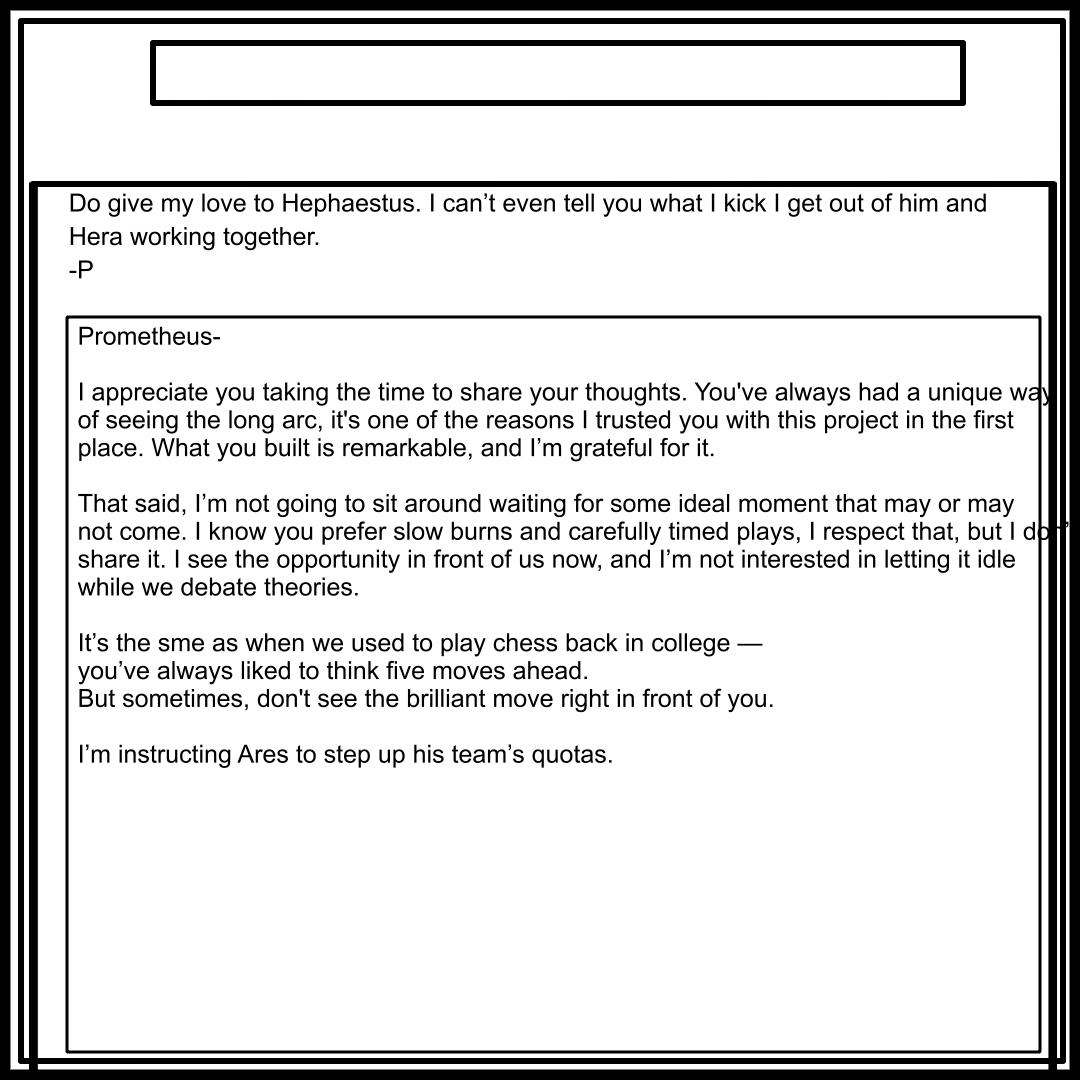 Do give my love to Hephaestus. I can’t even tell you what I kick I get out of him and
Hera working together.
-P
Prometheus-
I appreciate you taking the time to share your thoughts. You've always had a unique way
of seeing the long arc, it's one of the reasons I trusted you with this project in the first
place. What you built is remarkable, and I’m grateful for it.
That said, I’m not going to sit around waiting for some ideal moment that may or may
not come. I know you prefer slow burns and carefully timed plays, I respect that, but I don’
share it. I see the opportunity in front of us now, and I’m not interested in letting it idle
while we debate theories.
It’s the sme as when we used to play chess back in college —
you’ve always liked to think five moves ahead.
But sometimes, don't see the brilliant move right in front of you.
I’m instructing Ares to step up his team’s quotas.